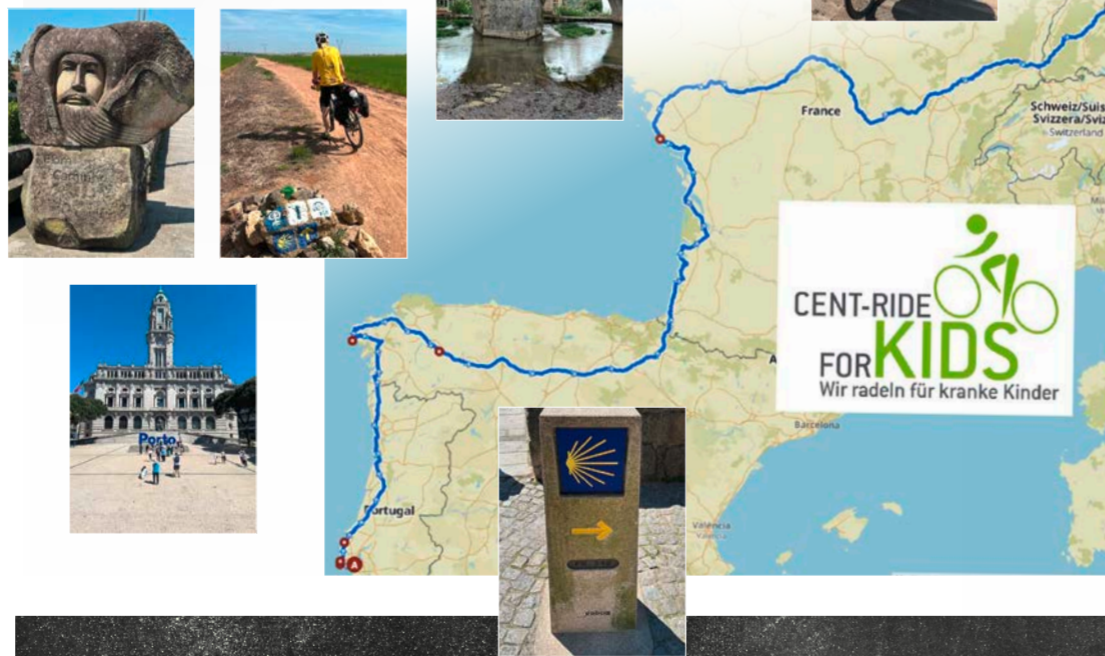 France
Schweiz/Suis
Svizzera/Sviz
Switzerland
CENT-RIDE
FOR KIDS
Wir radeln für kranke Kinder
Barcelona
València
Valencia
Portugal
A
Porto